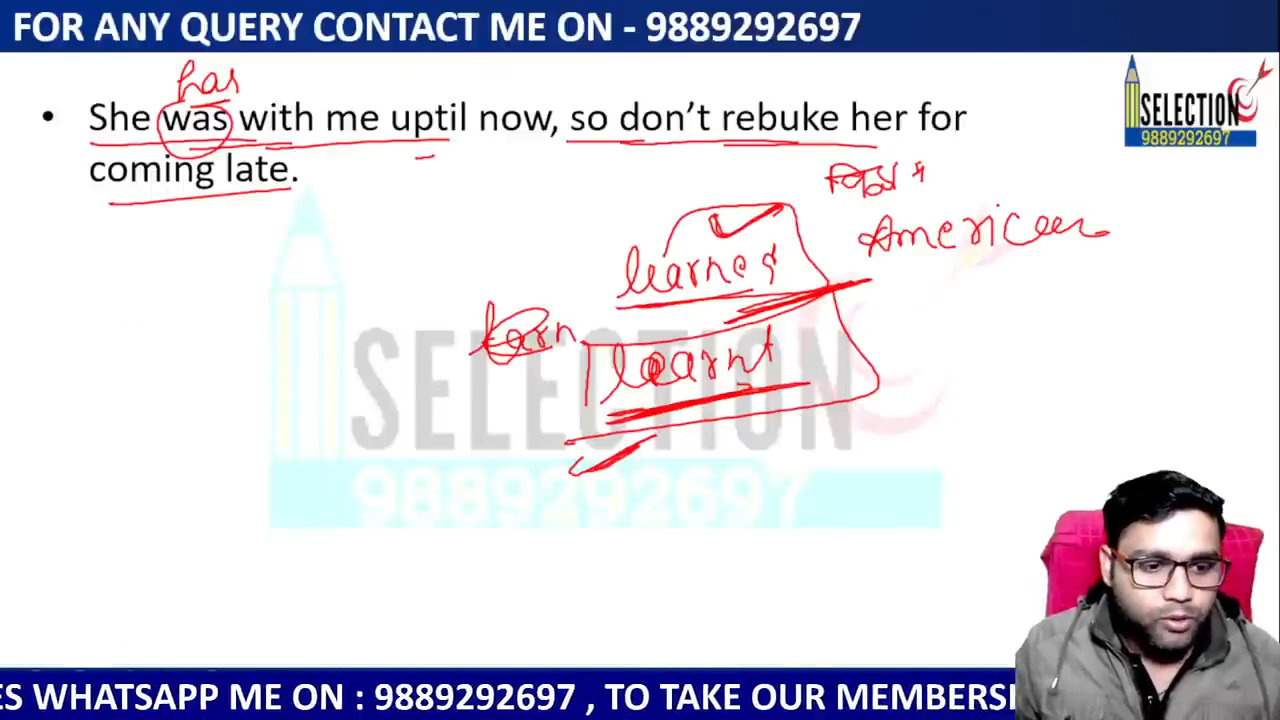 FOR ANY QUERY CONTACT ME ON - 9889292697
has
• She was with me uptil now, so don't rebuke her for
coming late.
SELECTION
9889292697
American
learned
learn
learnt
SELECTION
9889292697
ES WHATSAPP ME ON : 9889292697 , TO TAKE OUR MEMBERS